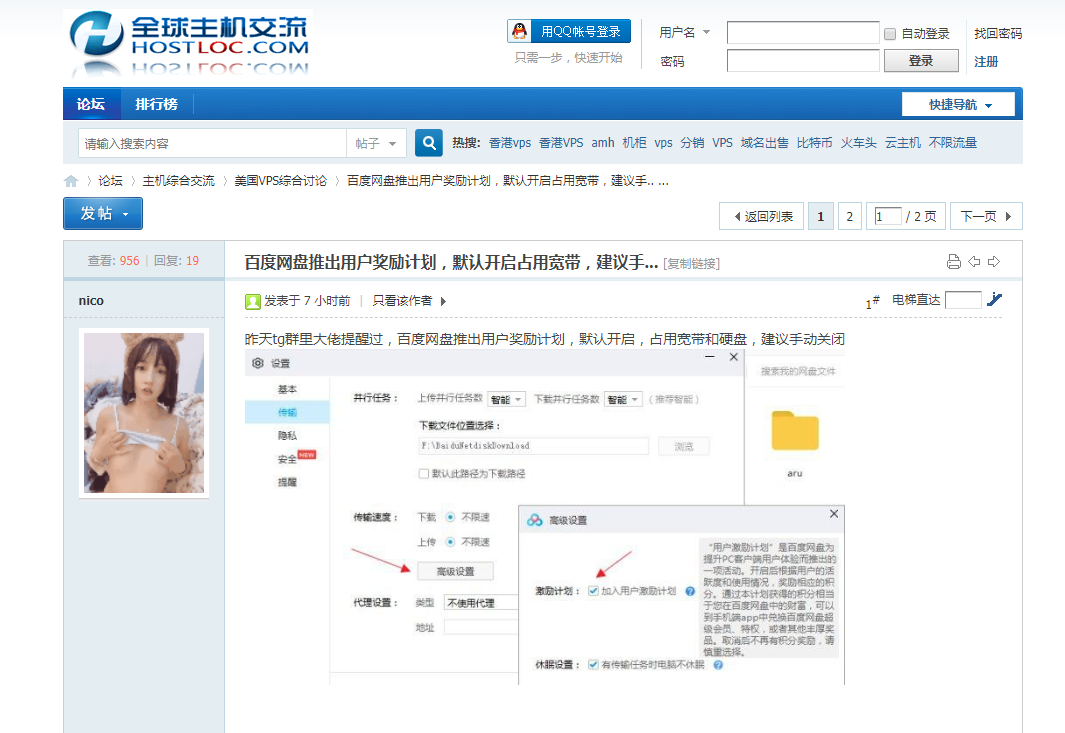 全球主机交流
HOSTLOC.COM
用QQ帐号登录
只需一步，快速开始
用户名
自动登录
找回密码
密码
登录
注册
论坛
排行榜
快捷导航
请输入搜索内容
帖子
热搜: 香港vps 香港VPS amh 机柜 vps 分销 VPS 域名出售 比特币 火车头 云主机 不限流量
论坛 〉 主机综合交流 〉 美国VPS综合讨论 〉 百度网盘推出用户奖励计划，默认开启占用宽带，建议手.. ...
发帖
返回列表
1
2
1 / 2 页
下一页
查看: 956 | 回复: 19
百度网盘推出用户奖励计划，默认开启占用宽带，建议手... [复制链接]
nico
发表于 7 小时前 | 只看该作者
1#
电梯直达
昨天tg群里大佬提醒过，百度网盘推出用户奖励计划，默认开启，占用宽带和硬盘，建议手动关闭
设置
搜索我的网盘文件
基本
传输
隐私
安全 NEW
提醒
并行任务： 上传并行任务数 智能 下载并行任务数 智能 （推荐智能）
下载文件位置选择：
F:\BaiduNetdiskDownload
浏览
默认此路径为下载路径
aru
传输速度： 下载 不限速
上传 不限速
高级设置
代理设置： 类型 不使用代理
地址
高级设置
激励计划： 加入用户激励计划
“用户激励计划”是百度网盘为
提升PC客户端用户体验而推出的
一项活动。开启后根据用户的活
跃度和使用情况，奖励相应的积
分。通过本计划获得的积分相当
于您在百度网盘中的财富，可以
到手机端app中兑换百度网盘超
级会员、特权，或者其他丰厚奖
品。取消后不再有积分奖励，请
慎重选择。
休眠设置： 有传输任务时电脑不休眠